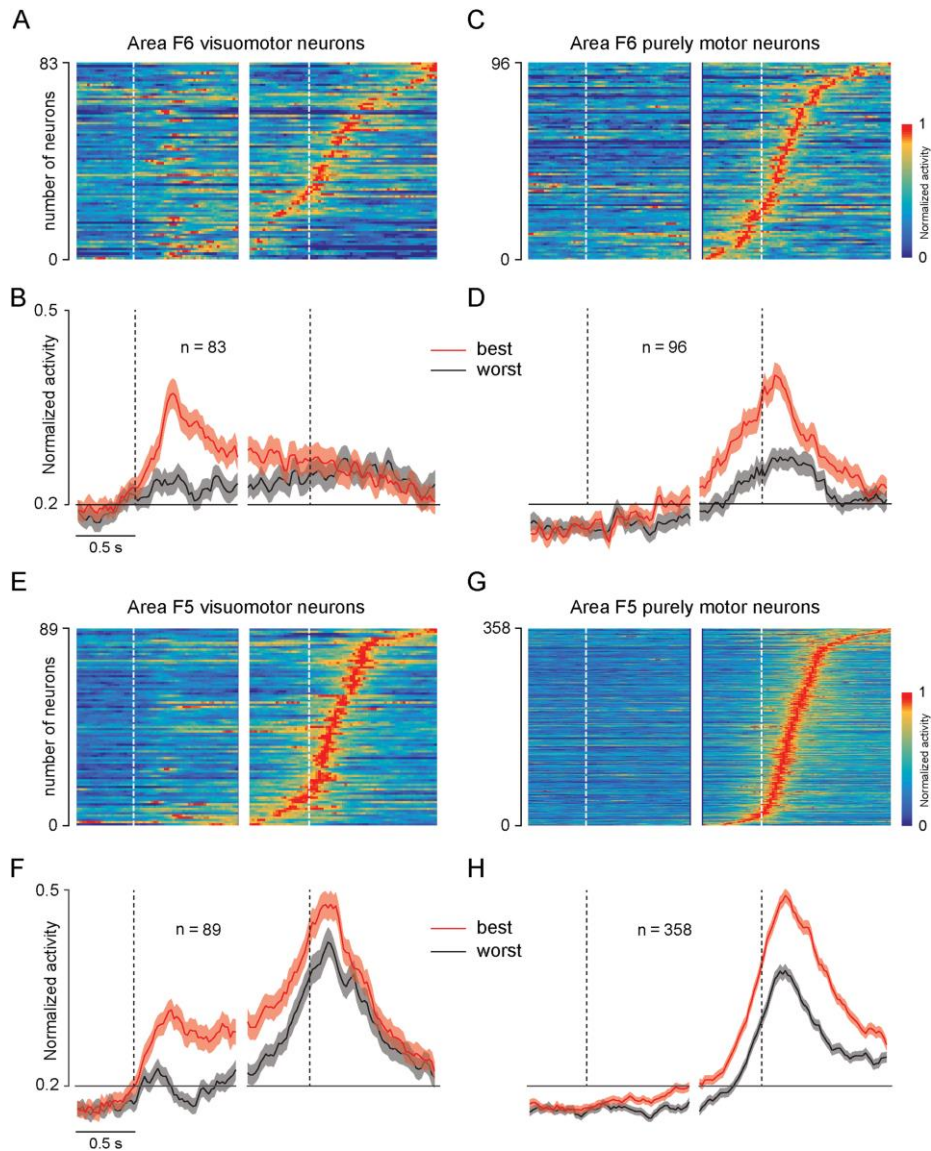 A
C
Area F6 visuomotor neurons
Area F6 purely motor neurons
83
96
number of neurons
0
0
1
Normalized activity
0
B
D
0.5
Normalized activity
0.2
n = 83
best
worst
n = 96
0.5 s
E
G
Area F5 visuomotor neurons
Area F5 purely motor neurons
89
358
number of neurons
0
0
1
Normalized activity
0
F
H
0.5
Normalized activity
0.2
n = 89
best
worst
n = 358
0.5 s